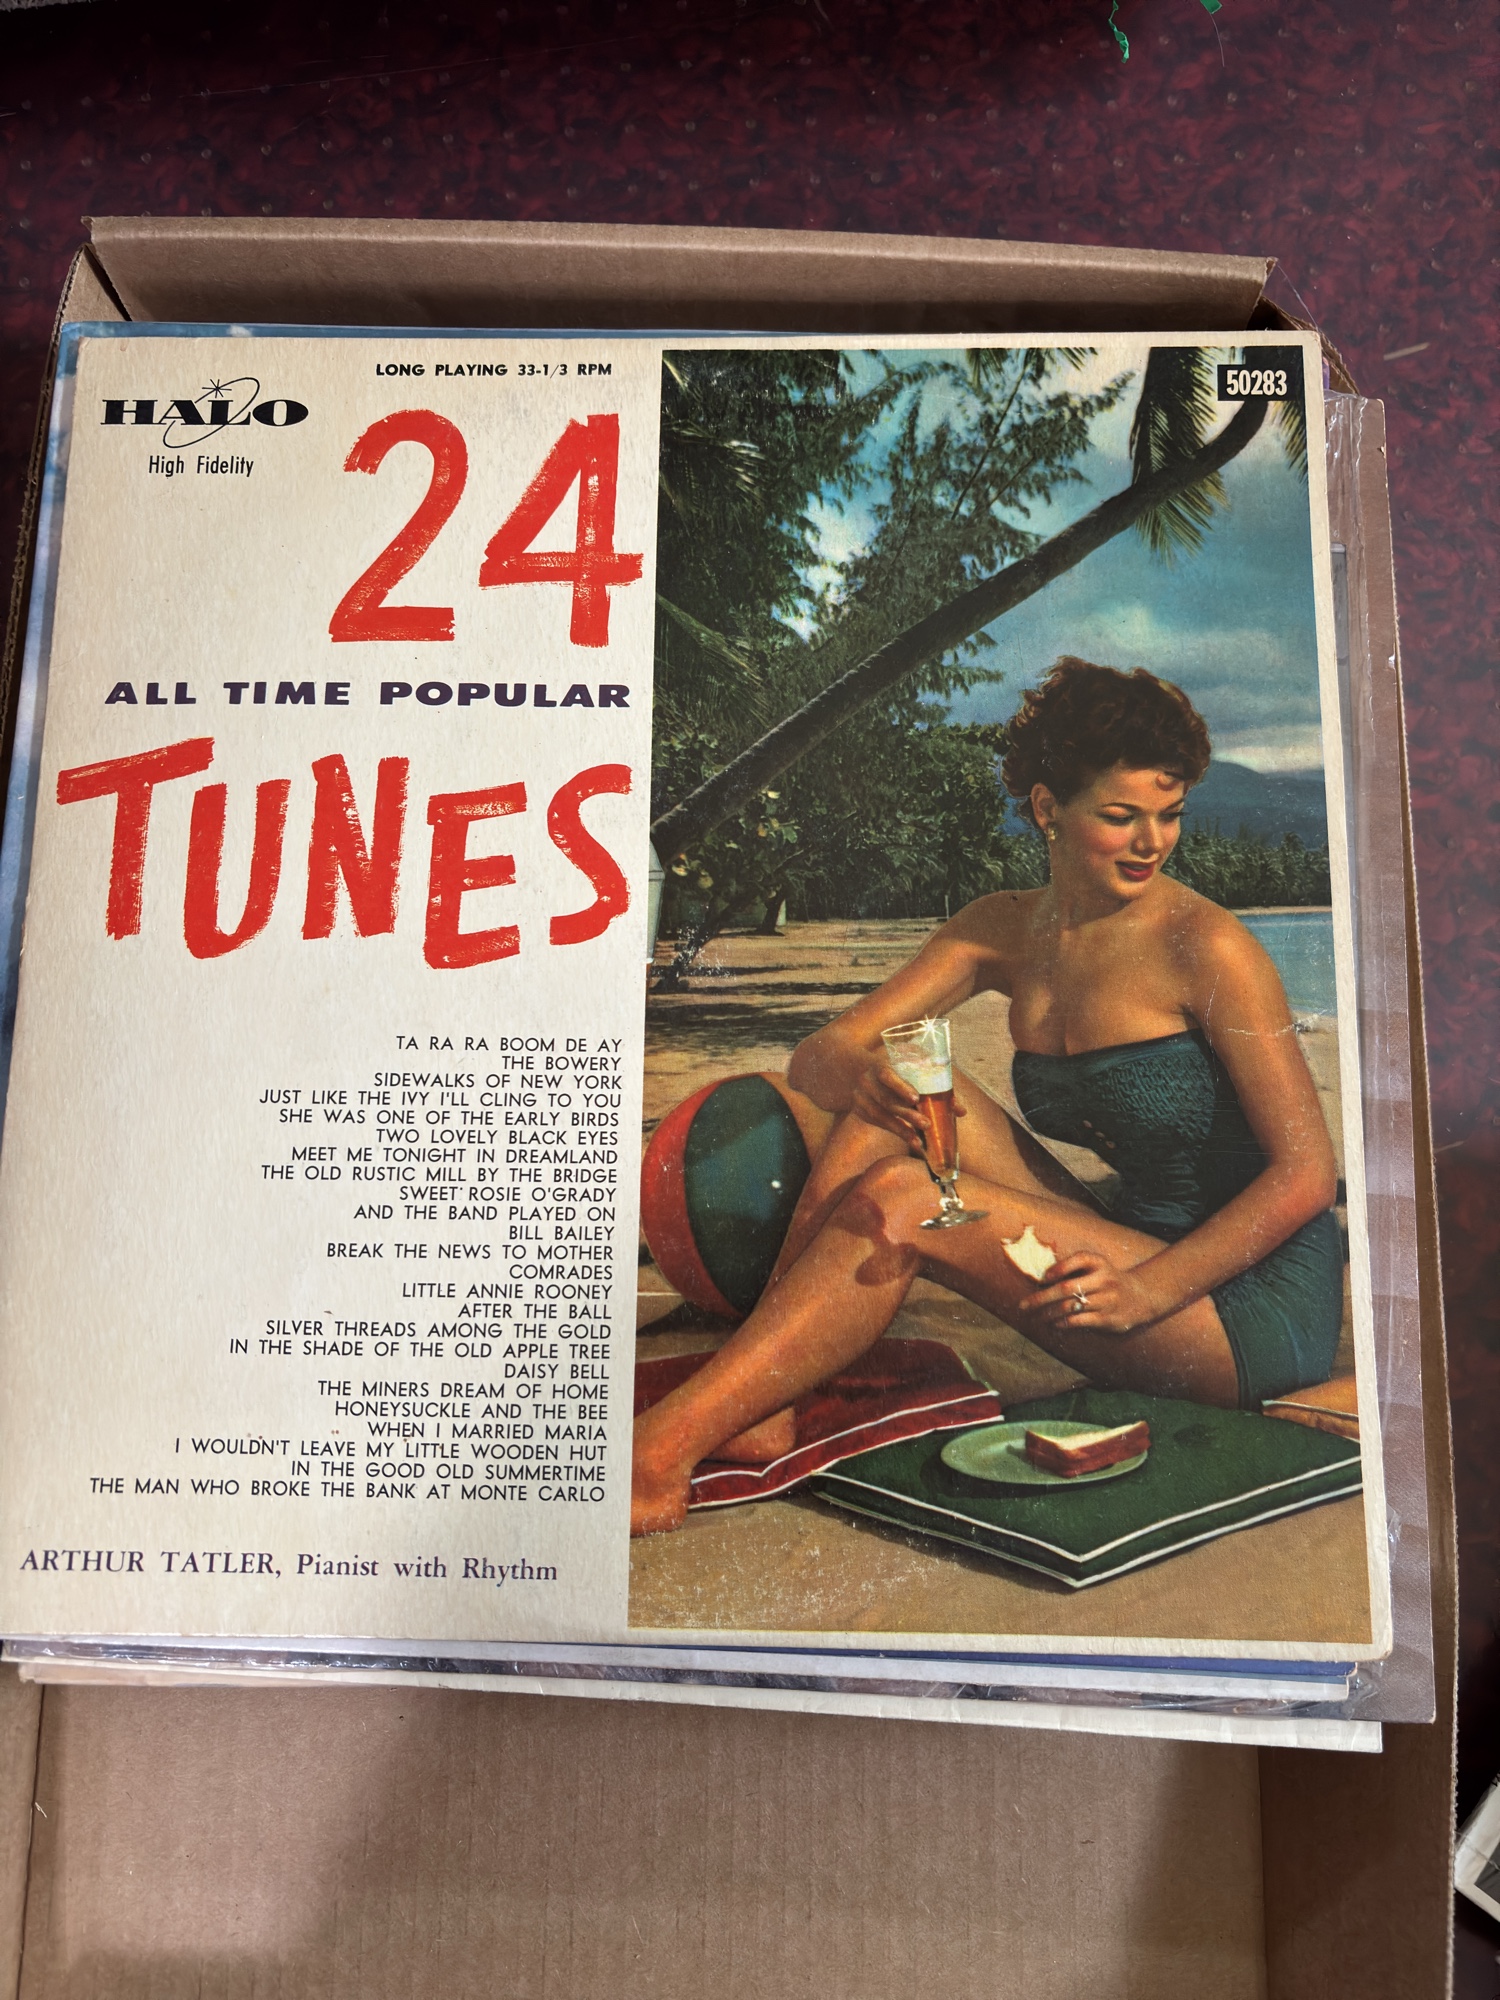 LONG PLAYING 33-1/3 RPM
HALO
High Fidelity
50283
24
ALL TIME POPULAR
TUNES
TA RA RA BOOM DE AY
THE BOWERY
SIDEWALKS OF NEW YORK
JUST LIKE THE IVY I'LL CLING TO YOU
SHE WAS ONE OF THE EARLY BIRDS
TWO LOVELY BLACK EYES
MEET ME TONIGHT IN DREAMLAND
THE OLD RUSTIC MILL BY THE BRIDGE
SWEET ROSIE O'GRADY
AND THE BAND PLAYED ON
BILL BAILEY
BREAK THE NEWS TO MOTHER
COMRADES
LITTLE ANNIE ROONEY
AFTER THE BALL
SILVER THREADS AMONG THE GOLD
IN THE SHADE OF THE OLD APPLE TREE
DAISY BELL
THE MINERS DREAM OF HOME
HONEYSUCKLE AND THE BEE
WHEN I MARRIED MARIA
I WOULDN'T LEAVE MY LITTLE WOODEN HUT
IN THE GOOD OLD SUMMERTIME
THE MAN WHO BROKE THE BANK AT MONTE CARLO
ARTHUR TATLER, Pianist with Rhythm